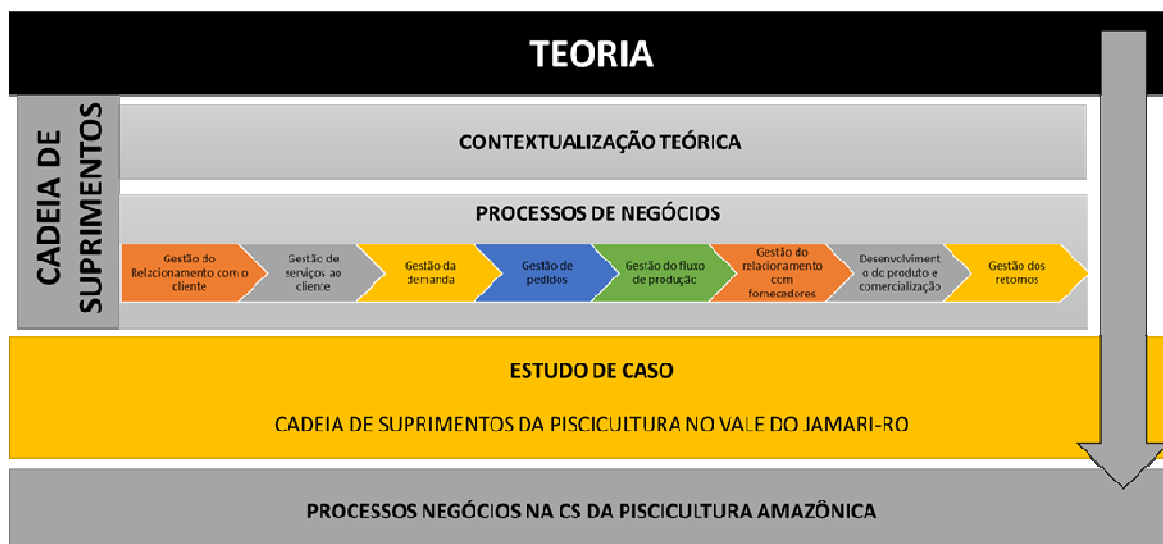 TEORIA
CADEIA DE
SUPRIMENTOS
CONTEXTUALIZAÇÃO TEÓRICA
PROCESSOS DE NEGÓCIOS
Gestão do
Relacionamento com o
cliente
Gestão de
serviços ao
cliente
Gestão da
demanda
Gestão de
pedidos
Gestão do fluxo
de produção
Gestão do
relacionamento
com
fornecedores
Desenvolviment
o do produto e
comercialização
Gestão dos
retornos
ESTUDO DE CASO
CADEIA DE SUPRIMENTOS DA PISCICULTURA NO VALE DO JAMARI-RO
PROCESSOS NEGÓCIOS NA CS DA PISCICULTURA AMAZÔNICA